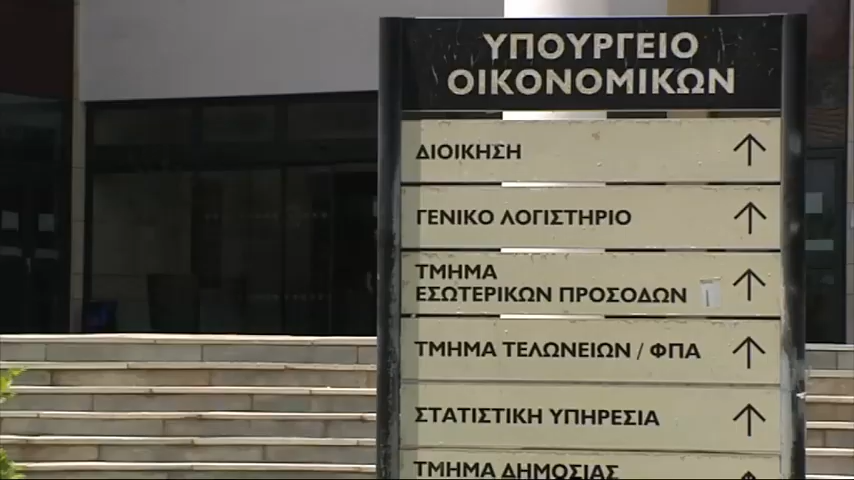 ΥΠΟΥΡΓΕΙΟ
ΟΙΚΟΝΟΜΙΚΩΝ
ΔΙΟΙΚΗΣΗ
ΓΕΝΙΚΟ ΛΟΓΙΣΤΗΡΙΟ
ΤΜΗΜΑ
ΕΣΩΤΕΡΙΚΩΝ ΠΡΟΣΟΔΩΝ
ΤΜΗΜΑ ΤΕΛΩΝΕΙΩΝ / ΦΠΑ
ΣΤΑΤΙΣΤΙΚΗ ΥΠΗΡΕΣΙΑ
ΤΜΗΜΑ ΔΗΜΟΣΙΑΣ